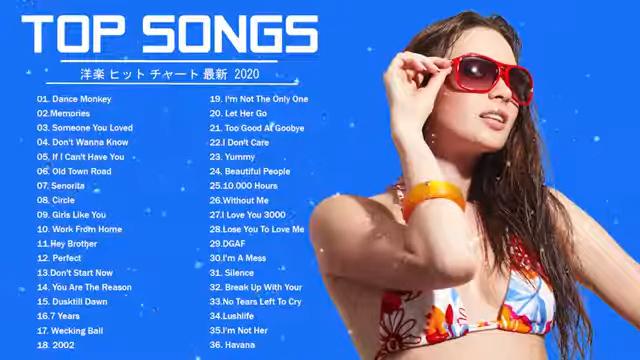 TOP SONGS
洋楽 ヒット チャート 最新 2020
01. Dance Monkey
02.Memories
03. Someone You Loved
04. Don't Wanna Know
05. If I Can't Have You
06. Old Town Road
07. Senorita
08. Circle
09. Girls Like You
10. Work From Home
11.Hey Brother
12. Perfect
13.Don't Start Now
14. You Are The Reason
15. Dusktill Dawn
16.7 Years
17. Wecking Ball
18. 2002
19. I'm Not The Only One
20. Let Her Go
21. Too Good At Goobye
22.I Don't Care
23. Yummy
24. Beautiful People
25.10.000 Hours
26.Without Me
27.I Love You 3000
28.Lose You To Love Me
29.DGAF
30.I'm A Mess
31. Silence
32. Break Up With Your
33.No Tears Left To Cry
34.Lushlife
35.I'm Not Her
36. Havana